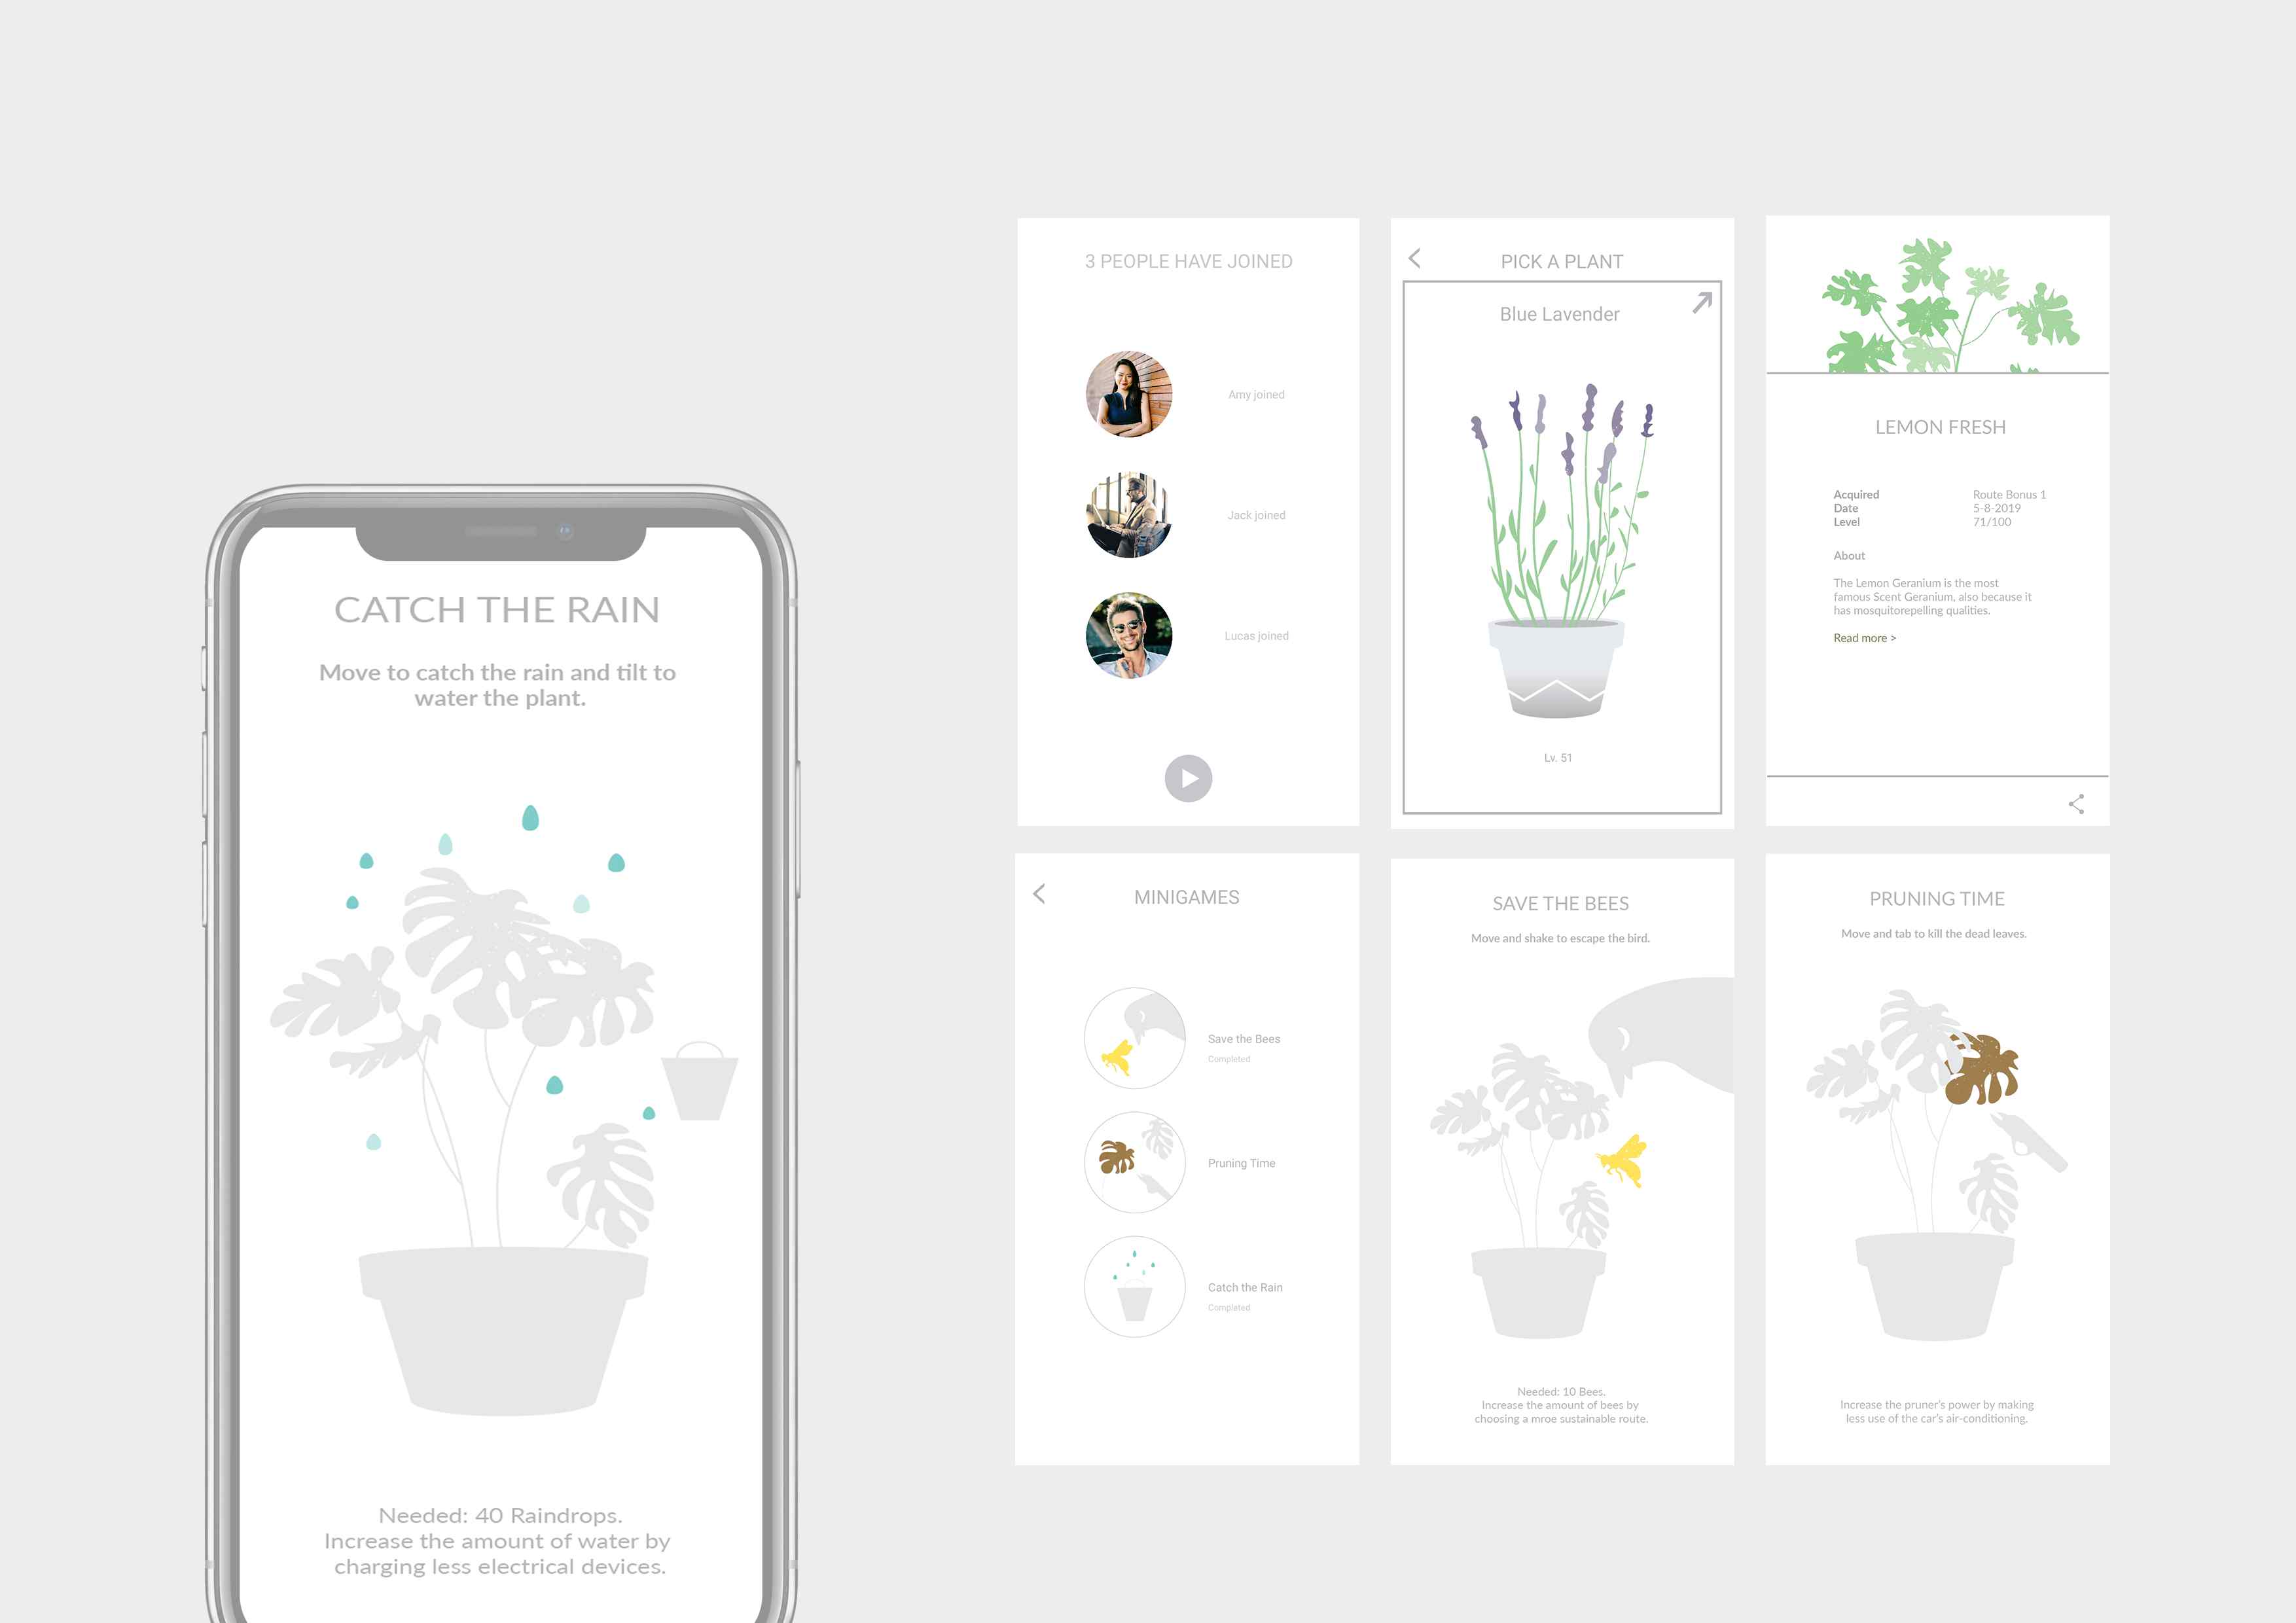 CATCH THE RAIN
Move to catch the rain and tilt to
water the plant.
Needed: 40 Raindrops.
Increase the amount of water by
charging less electrical devices.
3 PEOPLE HAVE JOINED
Amy joined
Jack joined
Lucas joined
PICK A PLANT
Blue Lavender
Lv. 51
LEMON FRESH
Acquired Route Bonus 1
Date 5-8-2019
Level 71/100
About
The Lemon Geranium is the most
famous Scent Geranium, also because it
has mosquitorepelling qualities.
Read more >
MINIGAMES
Save the Bees
Completed
Pruning Time
Catch the Rain
Completed
SAVE THE BEES
Move and shake to escape the bird.
Needed: 10 Bees.
Increase the amount of bees by
choosing a mroe sustainable route.
PRUNING TIME
Move and tab to kill the dead leaves.
Increase the pruner's power by making
less use of the car's air-conditioning.